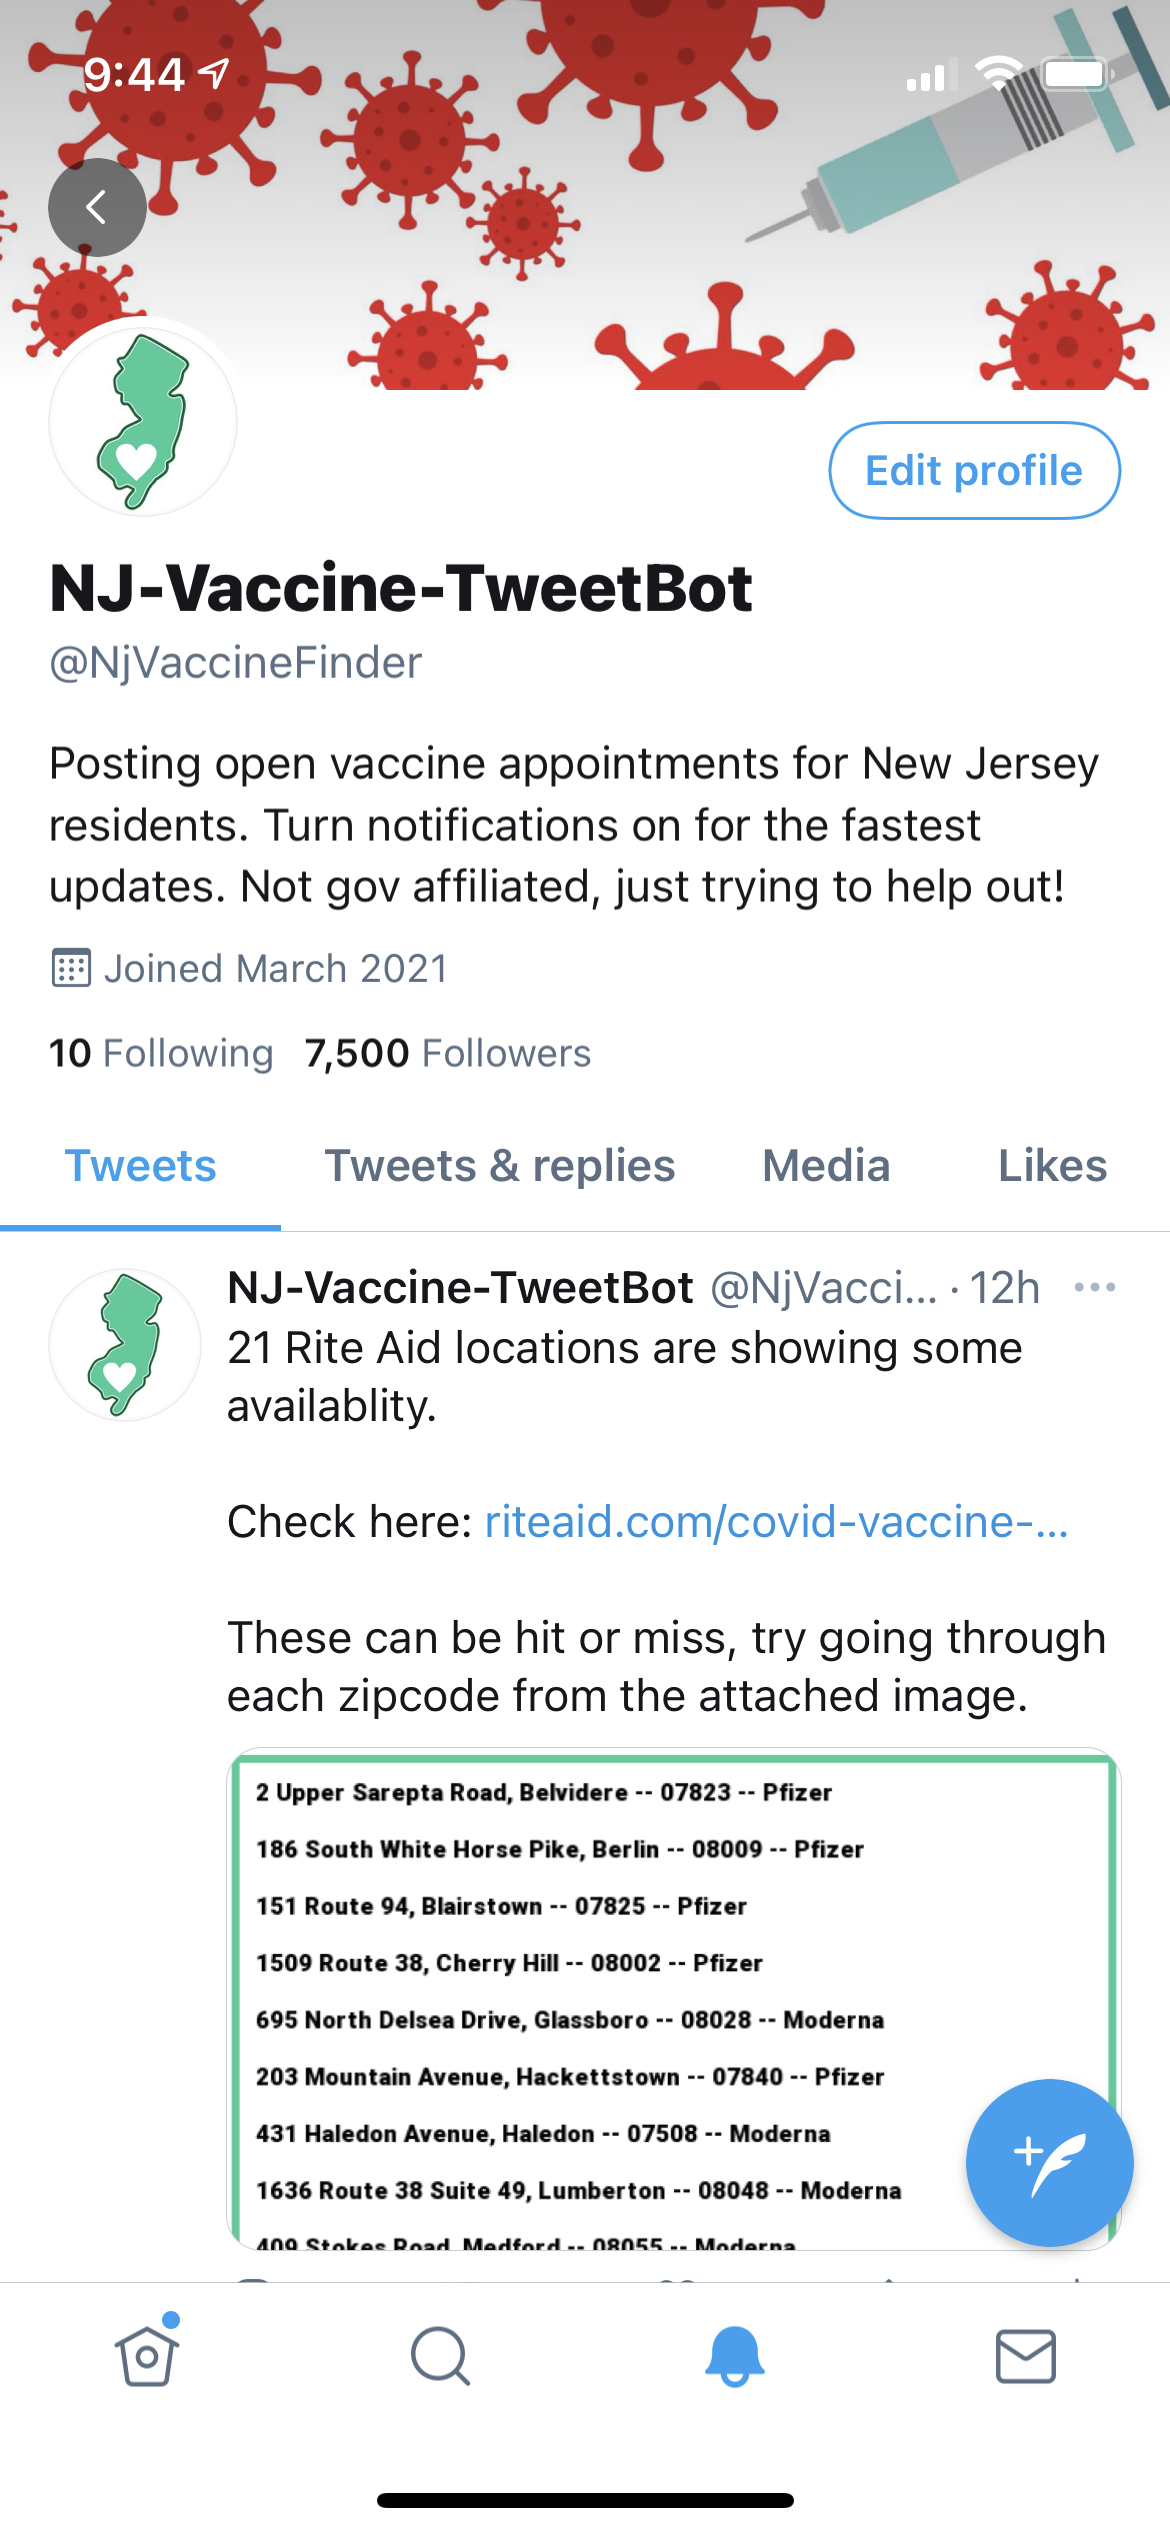 9:44
Edit profile
NJ-Vaccine-TweetBot
@NjVaccineFinder
Posting open vaccine appointments for New Jersey
residents. Turn notifications on for the fastest
updates. Not gov affiliated, just trying to help out!
Joined March 2021
10 Following 7,500 Followers
Tweets Tweets & replies Media Likes
NJ-Vaccine-TweetBot @NjVacci... · 12h
21 Rite Aid locations are showing some
availablity.
Check here: riteaid.com/covid-vaccine-...
These can be hit or miss, try going through
each zipcode from the attached image.
2 Upper Sarepta Road, Belvidere -- 07823 -- Pfizer
186 South White Horse Pike, Berlin -- 08009 -- Pfizer
151 Route 94, Blairstown -- 07825 -- Pfizer
1509 Route 38, Cherry Hill -- 08002 -- Pfizer
695 North Delsea Drive, Glassboro -- 08028 -- Moderna
203 Mountain Avenue, Hackettstown -- 07840 -- Pfizer
431 Haledon Avenue, Haledon -- 07508 -- Moderna
1636 Route 38 Suite 49, Lumberton -- 08048 -- Moderna
409 Stokes Road, Medford -- 08055 -- Moderna